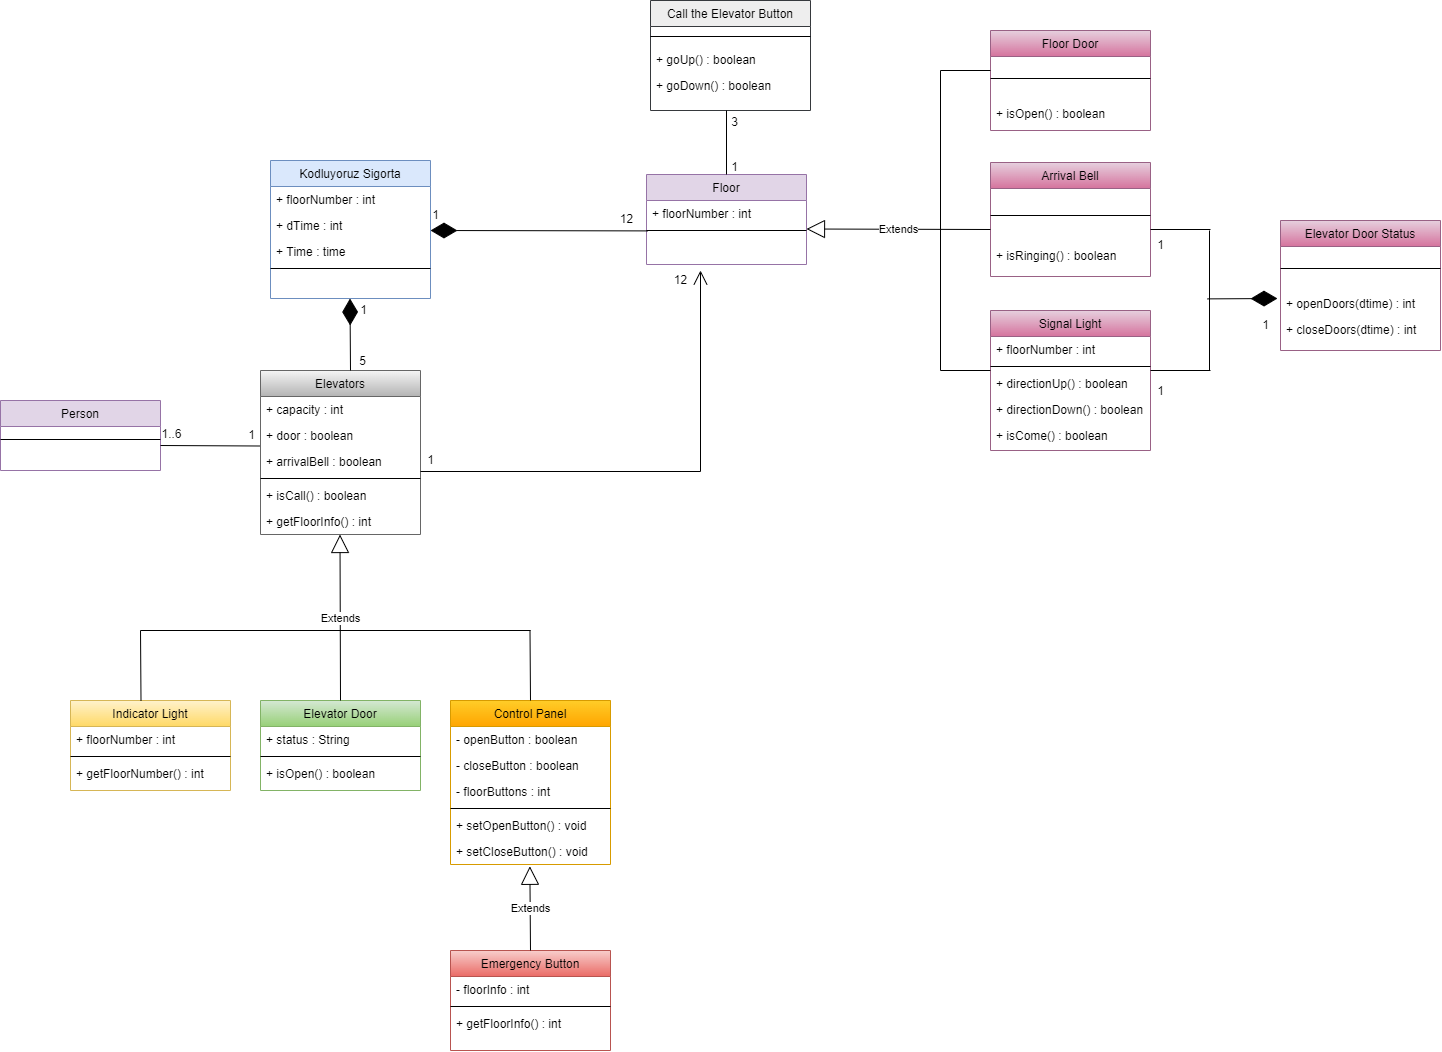 Call the Elevator Button
+ goUp() : boolean
+ goDown() : boolean
3
1
Floor Door
+ isOpen() : boolean
Kodluyoruz Sigorta
+ floorNumber : int
+ dTime : int
+ Time : time
1
12
Floor
+ floorNumber : int
Extends
Arrival Bell
+ isRinging() : boolean
1
Elevator Door Status
+ openDoors(dtime) : int
+ closeDoors(dtime) : int
1
Signal Light
+ floorNumber : int
+ directionUp() : boolean
+ directionDown() : boolean
+ isCome() : boolean
1
12
1
5
Elevators
+ capacity : int
+ door : boolean
+ arrivalBell : boolean
+ isCall() : boolean
+ getFloorInfo() : int
Person
1..6
1
1
Extends
Indicator Light
+ floorNumber : int
+ getFloorNumber() : int
Elevator Door
+ status : String
+ isOpen() : boolean
Control Panel
- openButton : boolean
- closeButton : boolean
- floorButtons : int
+ setOpenButton() : void
+ setCloseButton() : void
Extends
Emergency Button
- floorInfo : int
+ getFloorInfo() : int